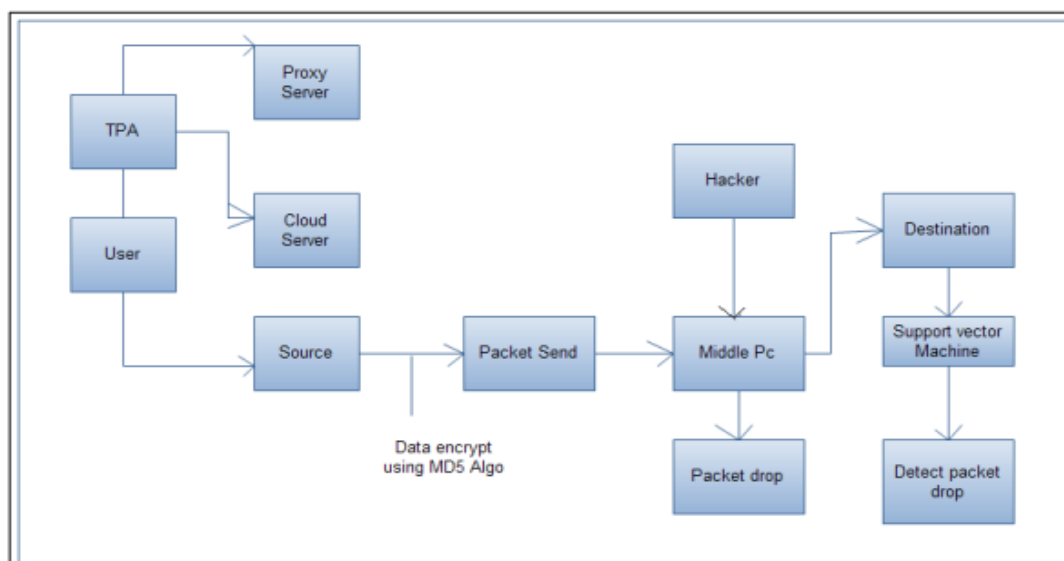 Proxy
Server
TPA
Cloud
Server
User
Hacker
Destination
Source
Packet Send
Middle Pc
Support vector
Machine
Data encrypt
using MD5 Algo
Packet drop
Detect packet
drop